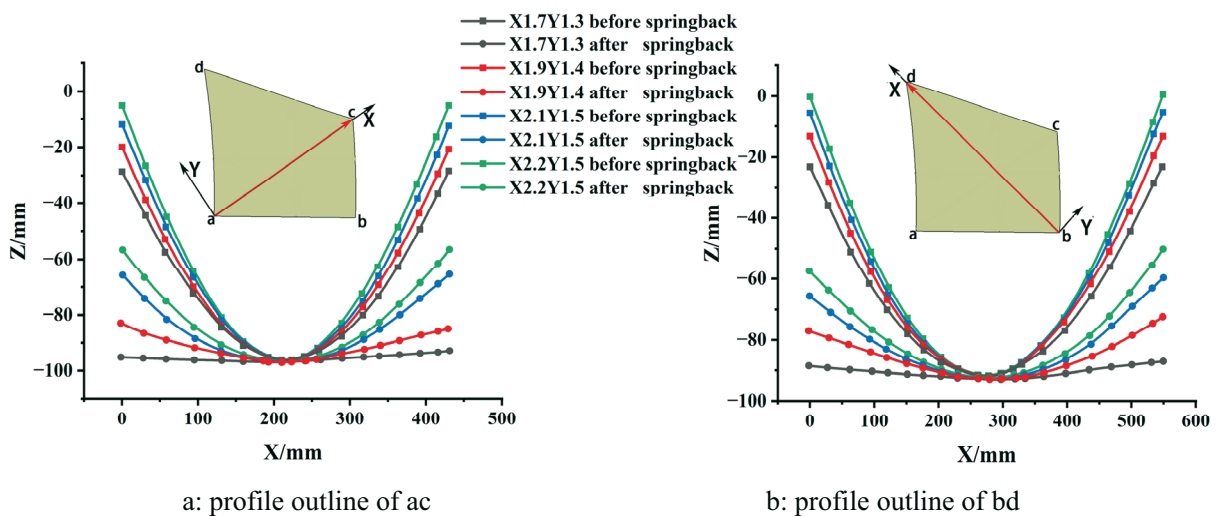 X1.7Y1.3 before springback
X1.7Y1.3 after springback
X1.9Y1.4 before springback
X1.9Y1.4 after springback
X2.1Y1.5 before springback
X2.1Y1.5 after springback
X2.2Y1.5 before springback
X2.2Y1.5 after springback
d
c
X
Y
a
b
0
−20
−40
−60
−80
−100
Z/mm
0 100 200 300 400 500
X/mm
a: profile outline of ac
d
X
c
a
b
Y
0
−20
−40
−60
−80
−100
Z/mm
0 100 200 300 400 500 600
X/mm
b: profile outline of bd